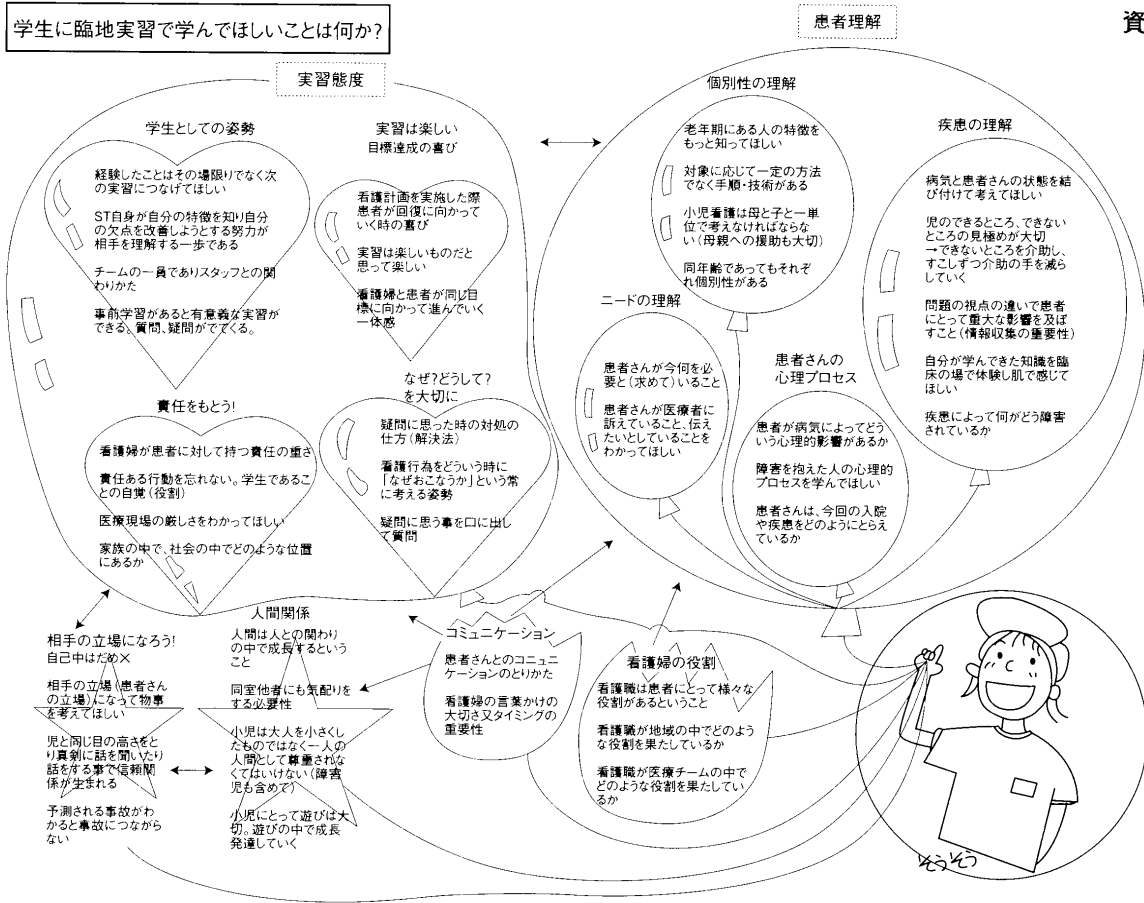 学生に臨地実習で学んでほしいことは何か?
資
実習態度
学生としての姿勢
経験したことはその場限りでなく次
の実習につなげてほしい
ST自身が自分の特徴を知り自分
の欠点を改善しようとする努力が
相手を理解する一歩である
チームの一員でありスタッフとの関
わりかた
事前学習があると有意義な実習が
できる。質問、疑問がでてくる。
実習は楽しい
目標達成の喜び
看護計画を実施した際
患者が回復に向かって
いく時の喜び
実習は楽しいものだと
思って楽しい
看護婦と患者が同じ目
標に向かって進んでいく
一体感
責任をもとう!
看護婦が患者に対して持つ責任の重さ
責任ある行動を忘れない。学生であるこ
との自覚(役割)
医療現場の厳しさをわかってほしい
家族の中で、社会の中でどのような位置
にあるか
なぜ?どうして?
を大切に
疑問に思った時の対処の
仕方(解決法)
看護行為をどういう時に
「なぜおこなうか」という常
に考える姿勢
疑問に思う事を口に出し
て質問
患者理解
個別性の理解
老年期にある人の特徴を
もっと知ってほしい
対象に応じて一定の方法
でなく手順・技術がある
小児看護は母と子と一単
位で考えなければならな
い(母親への援助も大切)
同年齢であってもそれぞ
れ個別性がある
疾患の理解
病気と患者さんの状態を結
び付けて考えてほしい
児のできるところ、できない
ところの見極めが大切
→できないところを介助し、
すこしずつ介助の手を減ら
していく
問題の視点の違いで患者
にとって重大な影響を及ぼ
すこと(情報収集の重要性)
自分が学んできた知識を臨
床の場で体験し肌で感じて
ほしい
疾患によって何がどう障害
されているか
ニードの理解
患者さんが今何を必
要と(求めて)いること
患者さんが医療者に
訴えていること、伝え
たいとしていることを
わかってほしい
患者さんの
心理プロセス
患者が病気によってどう
いう心理的影響があるか
障害を抱えた人の心理的
プロセスを学んでほしい
患者さんは、今回の入院
や疾患をどのようにとらえ
ているか
相手の立場になろう!
自己中はだめ×
相手の立場(患者さん
の立場)になって物事
を考えてほしい
児と同じ目の高さをと
り真剣に話を聞いたり
話をする事で信頼関
係が生まれる
予測される事故がわ
かると事故につながら
ない
人間関係
人間は人との関わり
の中で成長するという
こと
同室他者にも気配りを
する必要性
小児は大人を小さくし
たものではなく一人の
人間として尊重されな
くてはいけない(障害
児も含めて)
小児にとって遊びは大
切。遊びの中で成長
発達していく
コミュニケーション
患者さんとのコミュニ
ケーションのとりかた
看護婦の言葉かけの
大切さ又タイミングの
重要性
看護婦の役割
看護職は患者にとって様々な
役割があるということ
看護職が地域の中でどのよう
な役割を果たしているか
看護職が医療チームの中で
どのような役割を果たしてい
るか
そうそう